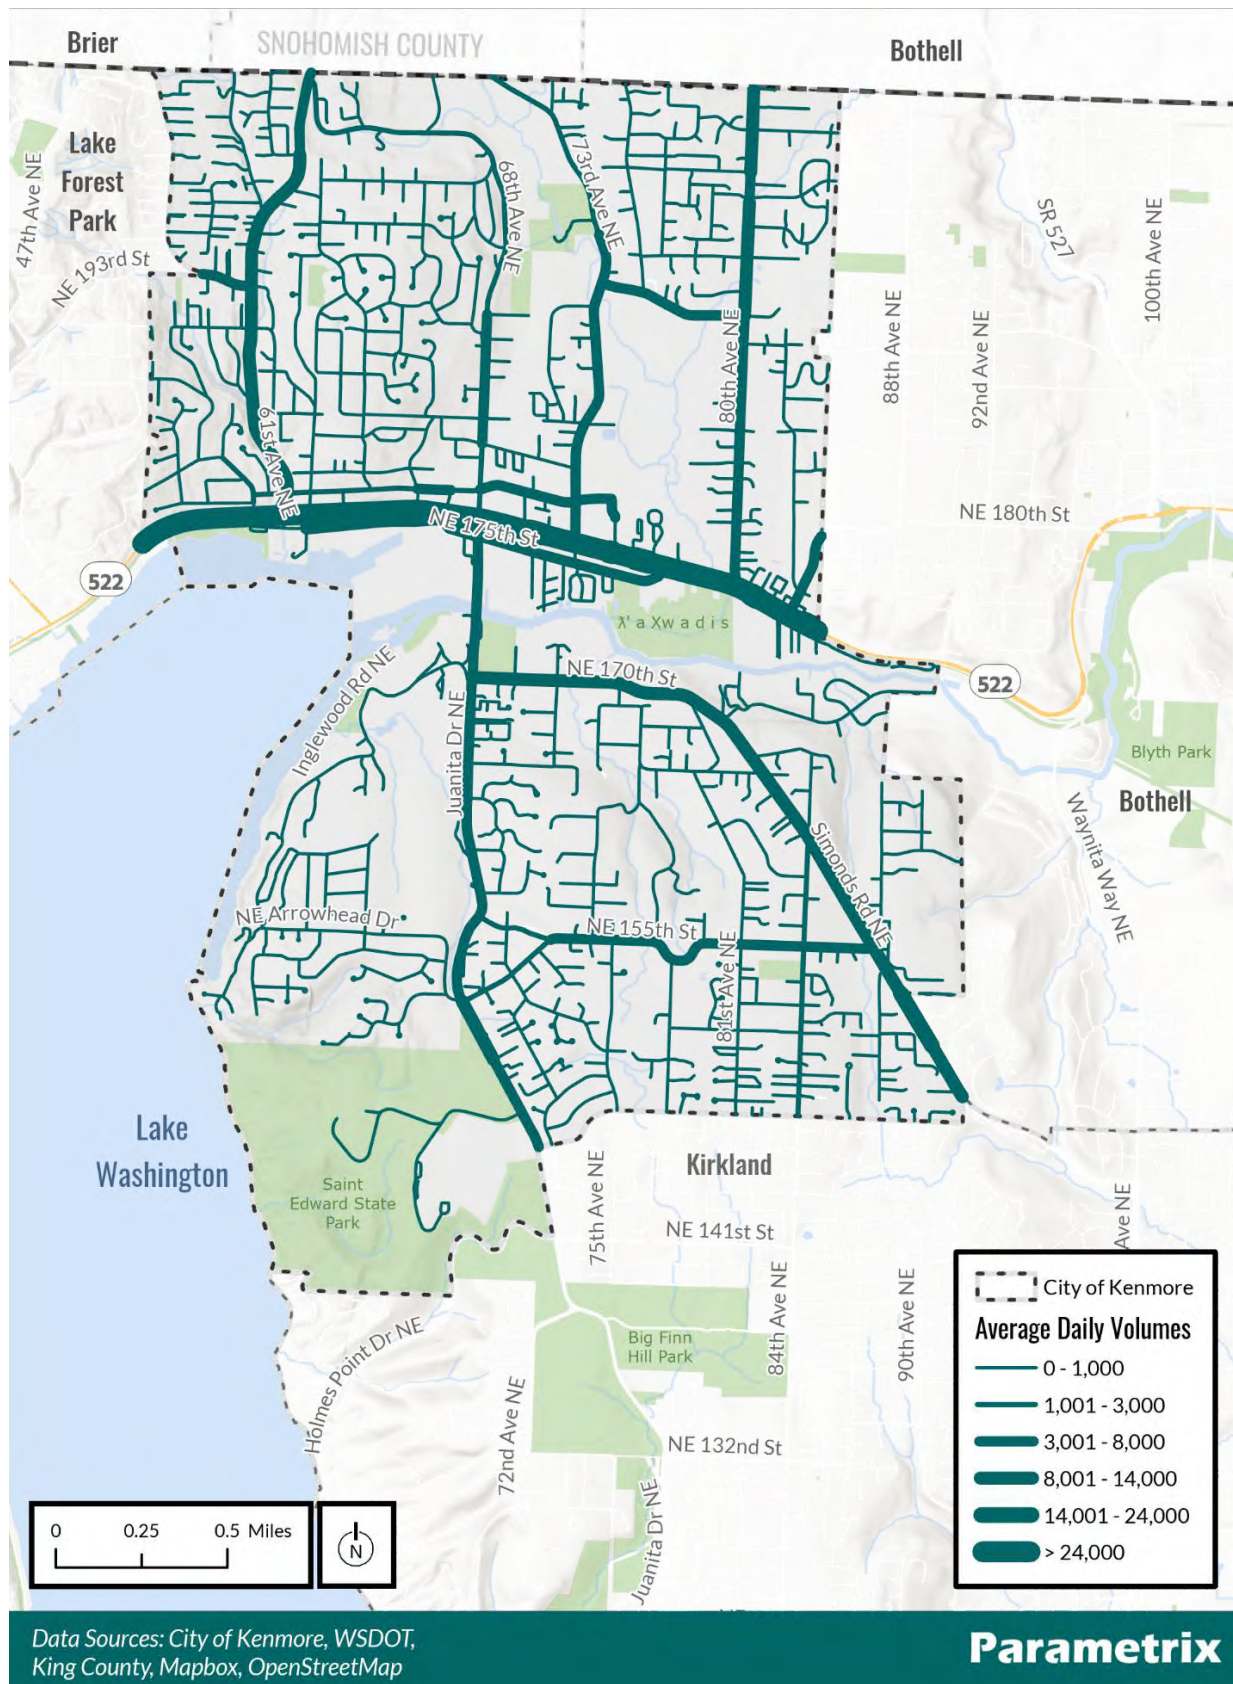 Brier
SNOHOMISH COUNTY
Bothell
Lake
Forest
Park
47th Ave NE
NE 193rd St
68th Ave NE
73rd Ave NE
80th Ave NE
SR 527
100th Ave NE
88th Ave NE
92nd Ave NE
61st Ave NE
NE 175th St
NE 180th St
522
ƛ' a X w a d i s
522
Inglewood Rd NE
NE 170th St
Juanita Dr NE
Blyth Park
Bothell
Waynita Way NE
Simonds Rd NE
NE Arrowhead Dr
NE 155th St
81st Ave NE
Lake
Washington
Saint
Edward State
Park
Kirkland
75th Ave NE
NE 141st St
Ave NE
84th Ave NE
90th Ave NE
Big Finn
Hill Park
Holmes Point Dr NE
72nd Ave NE
NE 132nd St
Juanita Dr NE
City of Kenmore
Average Daily Volumes
0 - 1,000
1,001 - 3,000
3,001 - 8,000
8,001 - 14,000
14,001 - 24,000
> 24,000
0 0.25 0.5 Miles
N
Data Sources: City of Kenmore, WSDOT,
King County, Mapbox, OpenStreetMap
Parametrix